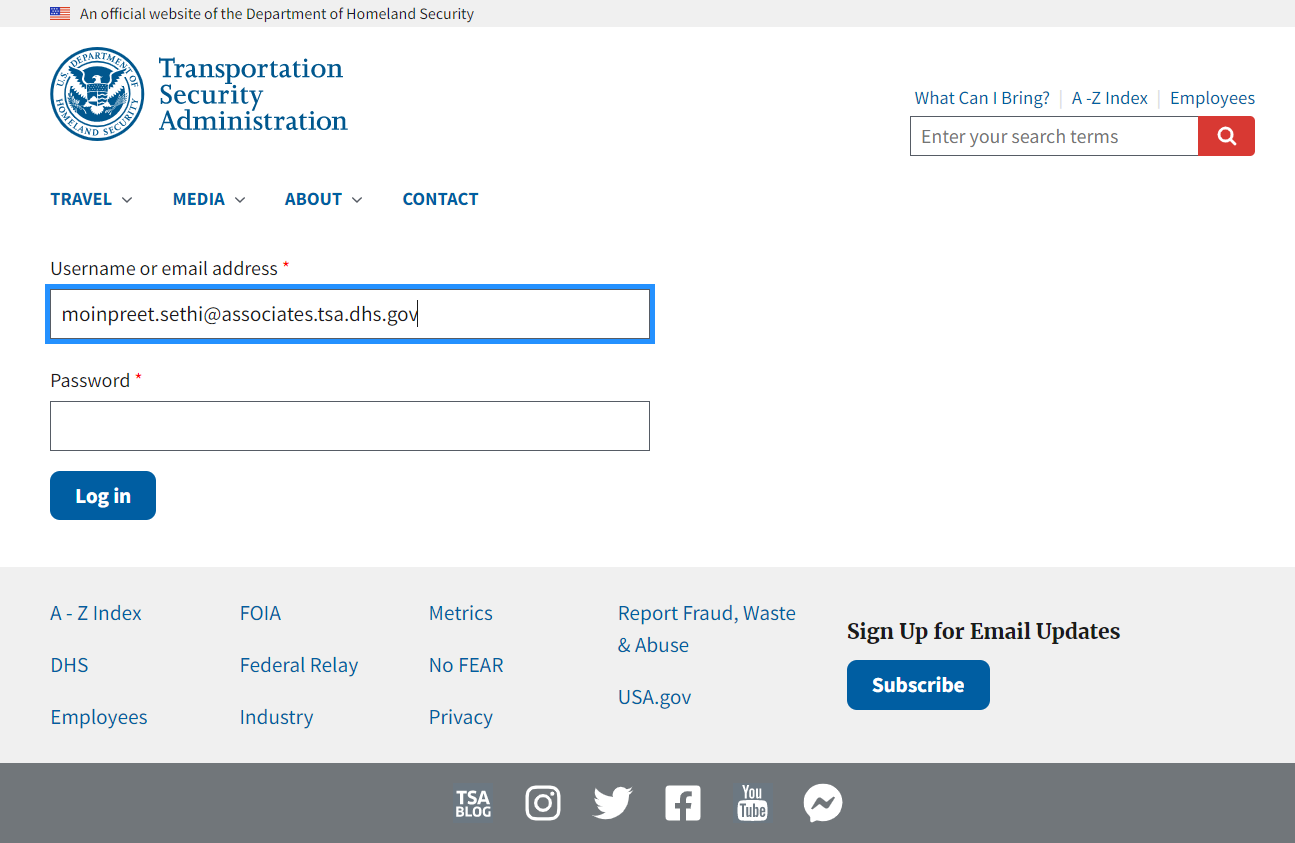 An official website of the Department of Homeland Security
U.S. DEPARTMENT OF HOMELAND SECURITY
Transportation
Security
Administration
What Can I Bring?
A -Z Index
Employees
Enter your search terms
TRAVEL
MEDIA
ABOUT
CONTACT
Username or email address *
moinpreet.sethi@associates.tsa.dhs.gov
Password *
Log in
A - Z Index
FOIA
Metrics
Report Fraud, Waste
& Abuse
DHS
Federal Relay
No FEAR
USA.gov
Employees
Industry
Privacy
Sign Up for Email Updates
Subscribe
TSA
BLOG
You
Tube